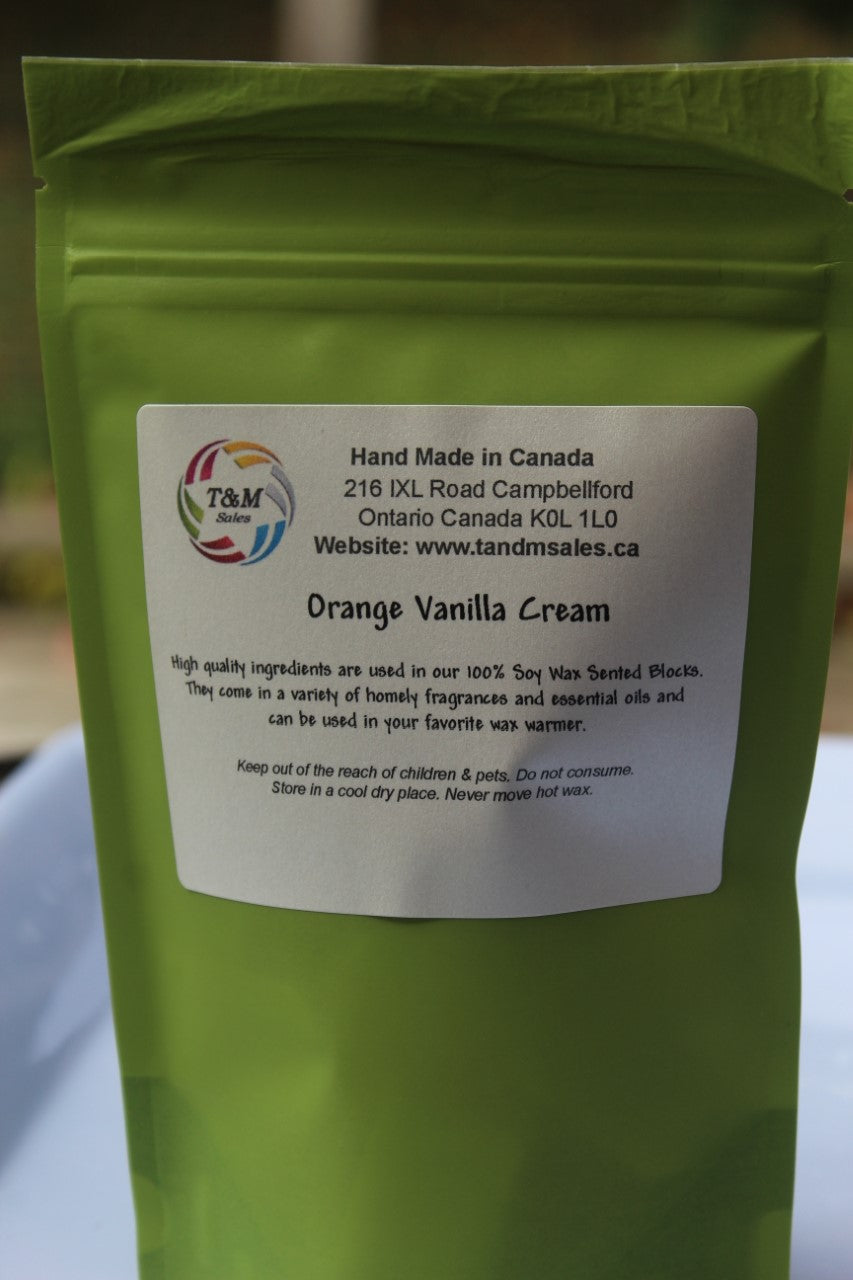 T&M
Sales
Hand Made in Canada
216 IXL Road Campbellford
Ontario Canada K0L 1L0
Website: www.tandmsales.ca
Orange Vanilla Cream
High quality ingredients are used in our 100% Soy Wax Sented Blocks.
They come in a variety of homely fragrances and essential oils and
can be used in your favorite wax warmer.
Keep out of the reach of children & pets. Do not consume.
Store in a cool dry place. Never move hot wax.